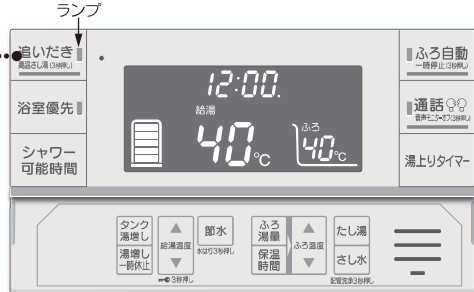 ランプ
追いだき
高温さし湯(3秒押し)
浴室優先
シャワー
可能時間
12:00
給湯
40℃
ふろ
40℃
ふろ自動
一時停止(3秒押し)
通話
音声モニターオフ(3秒押し)
湯上りタイマー
タンク
湯増し
湯増し
一時休止
給湯温度
3秒押し
節水
水はり3秒押し
ふろ
湯量
保温
時間
ふろ温度
たし湯
さし水
配管洗浄3秒押し